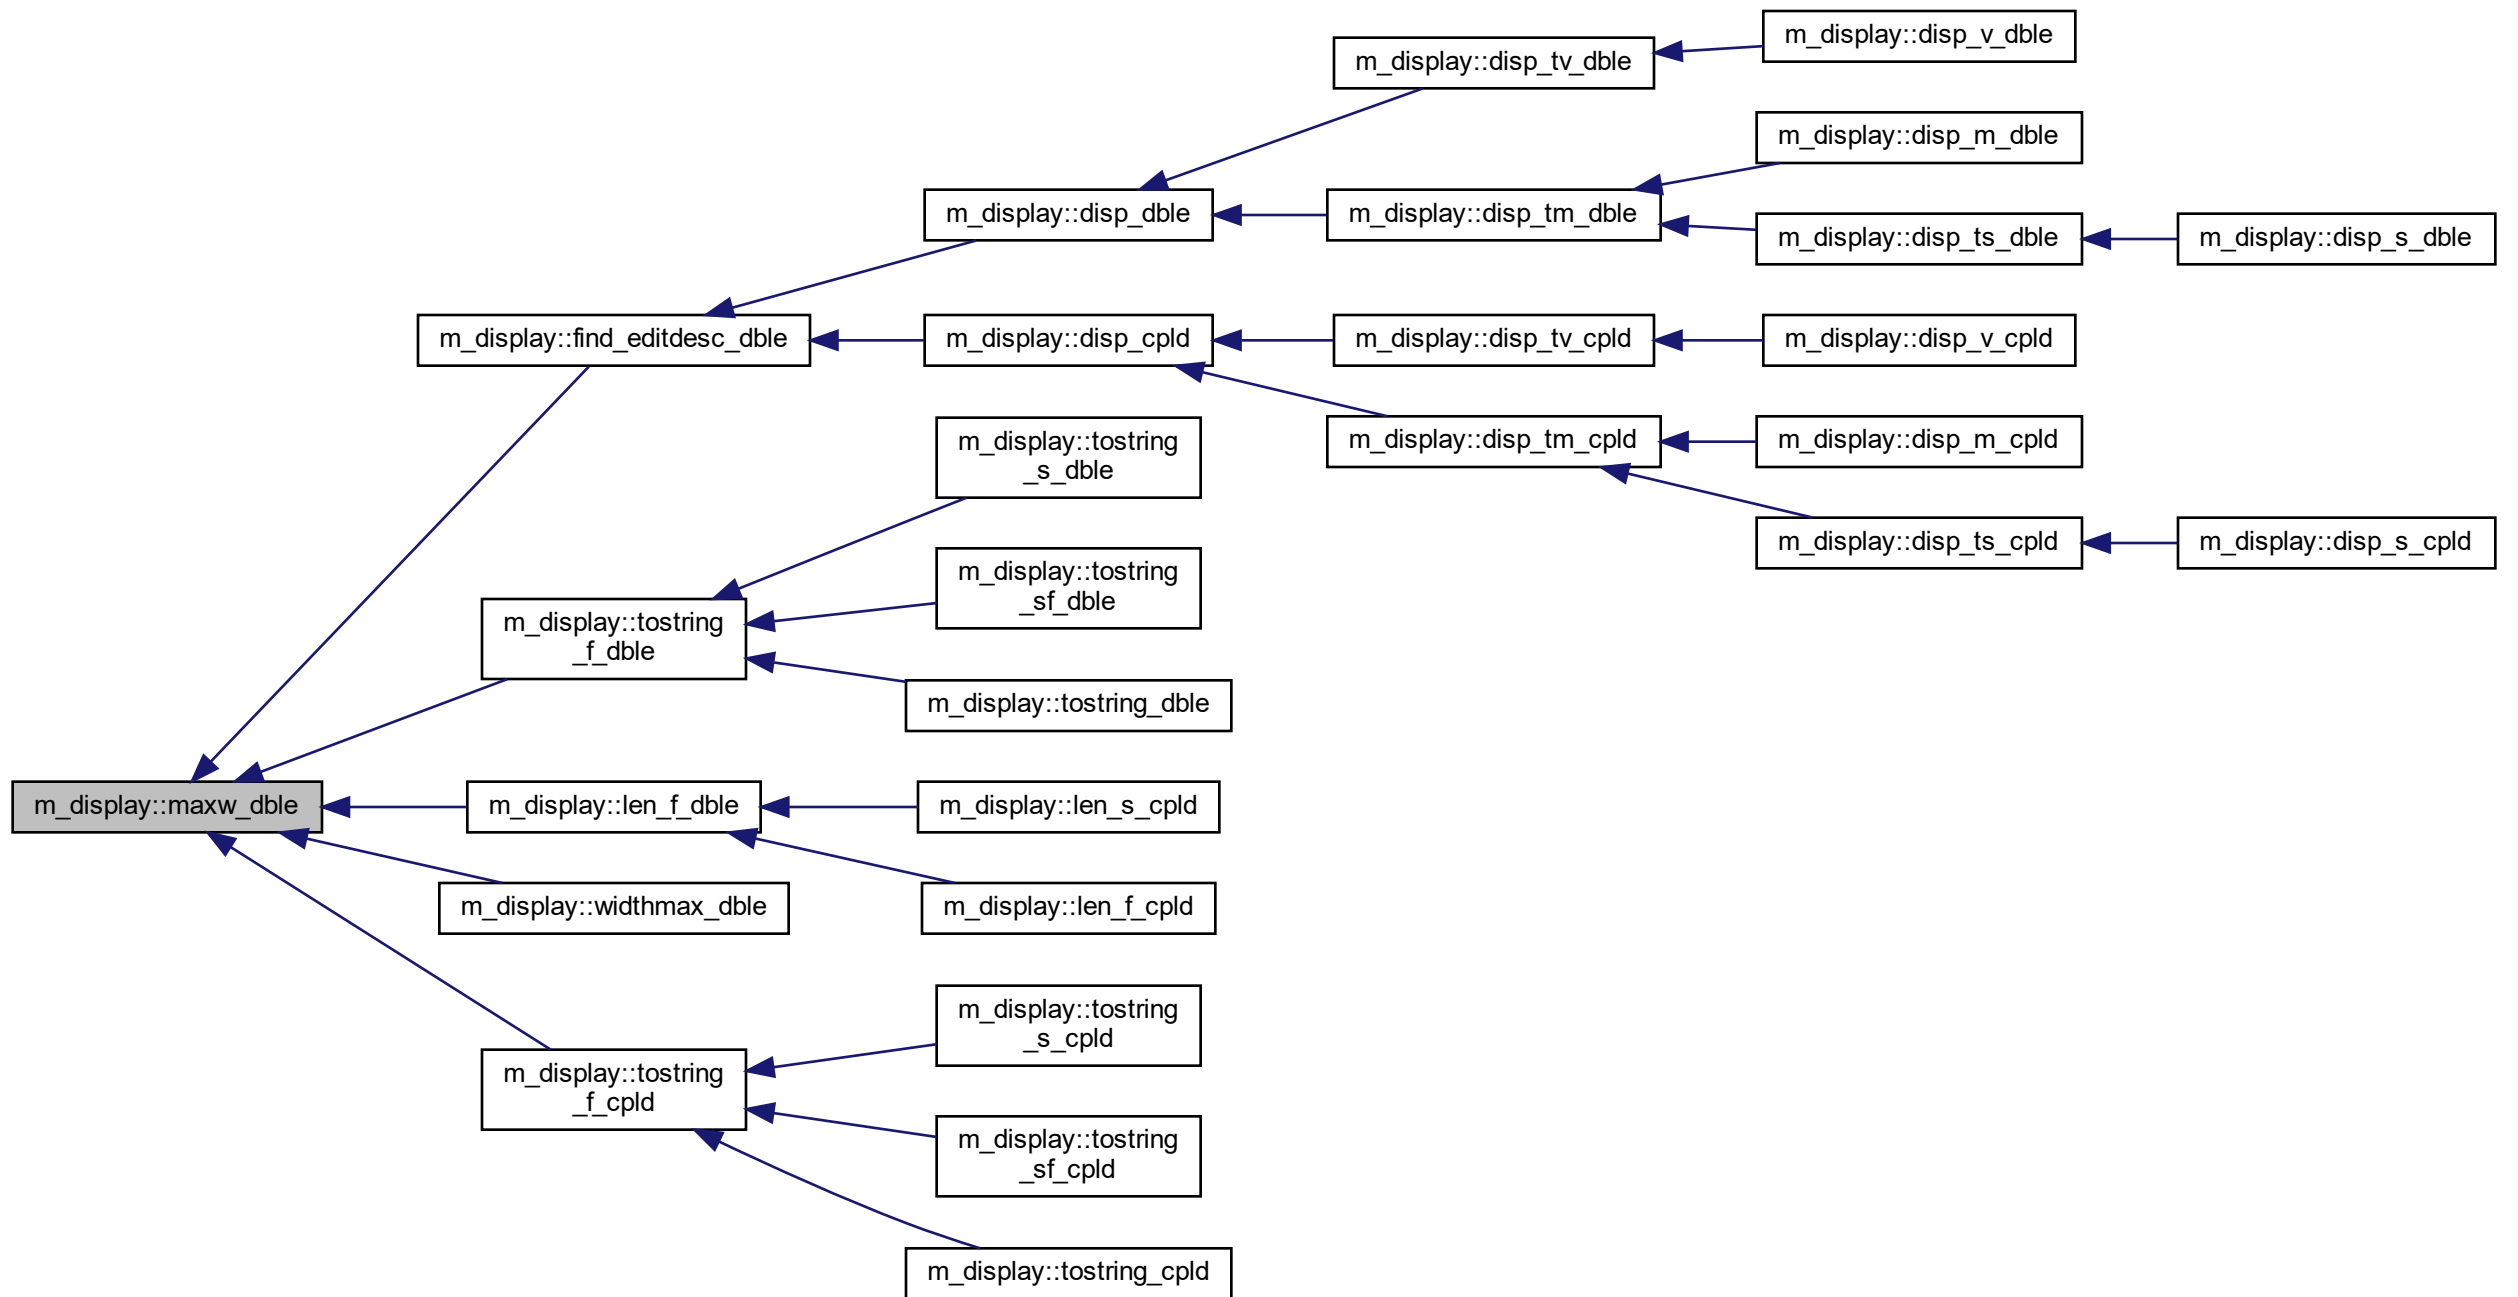 m_display::disp_v_dble
m_display::disp_tv_dble
m_display::disp_m_dble
m_display::disp_dble
m_display::disp_tm_dble
m_display::disp_ts_dble
m_display::disp_s_dble
m_display::find_editdesc_dble
m_display::disp_cpld
m_display::disp_tv_cpld
m_display::disp_v_cpld
m_display::tostring
_s_dble
m_display::disp_tm_cpld
m_display::disp_m_cpld
m_display::disp_ts_cpld
m_display::disp_s_cpld
m_display::tostring
_sf_dble
m_display::tostring
_f_dble
m_display::tostring_dble
m_display::maxw_dble
m_display::len_f_dble
m_display::len_s_cpld
m_display::widthmax_dble
m_display::len_f_cpld
m_display::tostring
_s_cpld
m_display::tostring
_f_cpld
m_display::tostring
_sf_cpld
m_display::tostring_cpld